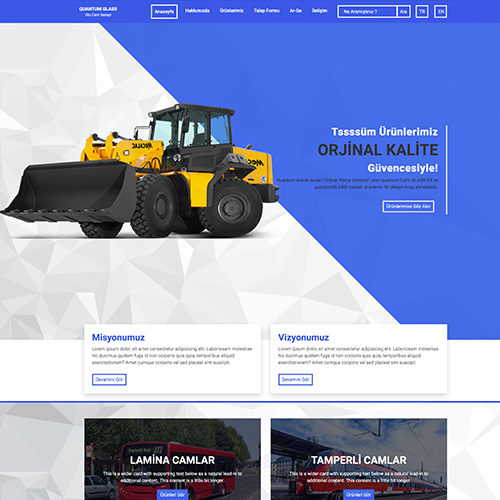 QUANTUM GLASS
Oto Cam Sanayi
Anasayfa
Hakkımızda
Ürünlerimiz
Talep Formu
Ar-Ge
İletişim
Ne Aramıştınız ?
Ara
TR
EN
Tssssüm Ürünlerimiz
ORJİNAL KALİTE
Güvencesiyle!
Ürünlerimize Göz Atın
Misyonumuz
Lorem ipsum dolor, sit amet consectetur adipisicing elit. Laboriosam mollitia
ducimus quidem fuga id non corporis quia quia, temporibus aliquid
exercitationem? Amet cumque corporis vel sed placeat sim suscipit.
Devamını Gör
Vizyonumuz
Lorem ipsum dolor, sit amet consectetur adipisicing elit. Laboriosam
ducimus quidem fuga id non corporis quia quia, temporibus aliquid
exercitationem? Amet cumque corporis vel sed placeat sim suscipit.
Devamını Gör
LAMİNA CAMLAR
This is a wider card with supporting text below as a natural lead-in to
additional content. This content is a little bit longer.
Ürünleri Gör
TAMPERLİ CAMLAR
This is a wider card with supporting text below as a natural lead-in to
additional content. This content is a little bit longer.
Ürünleri Gör